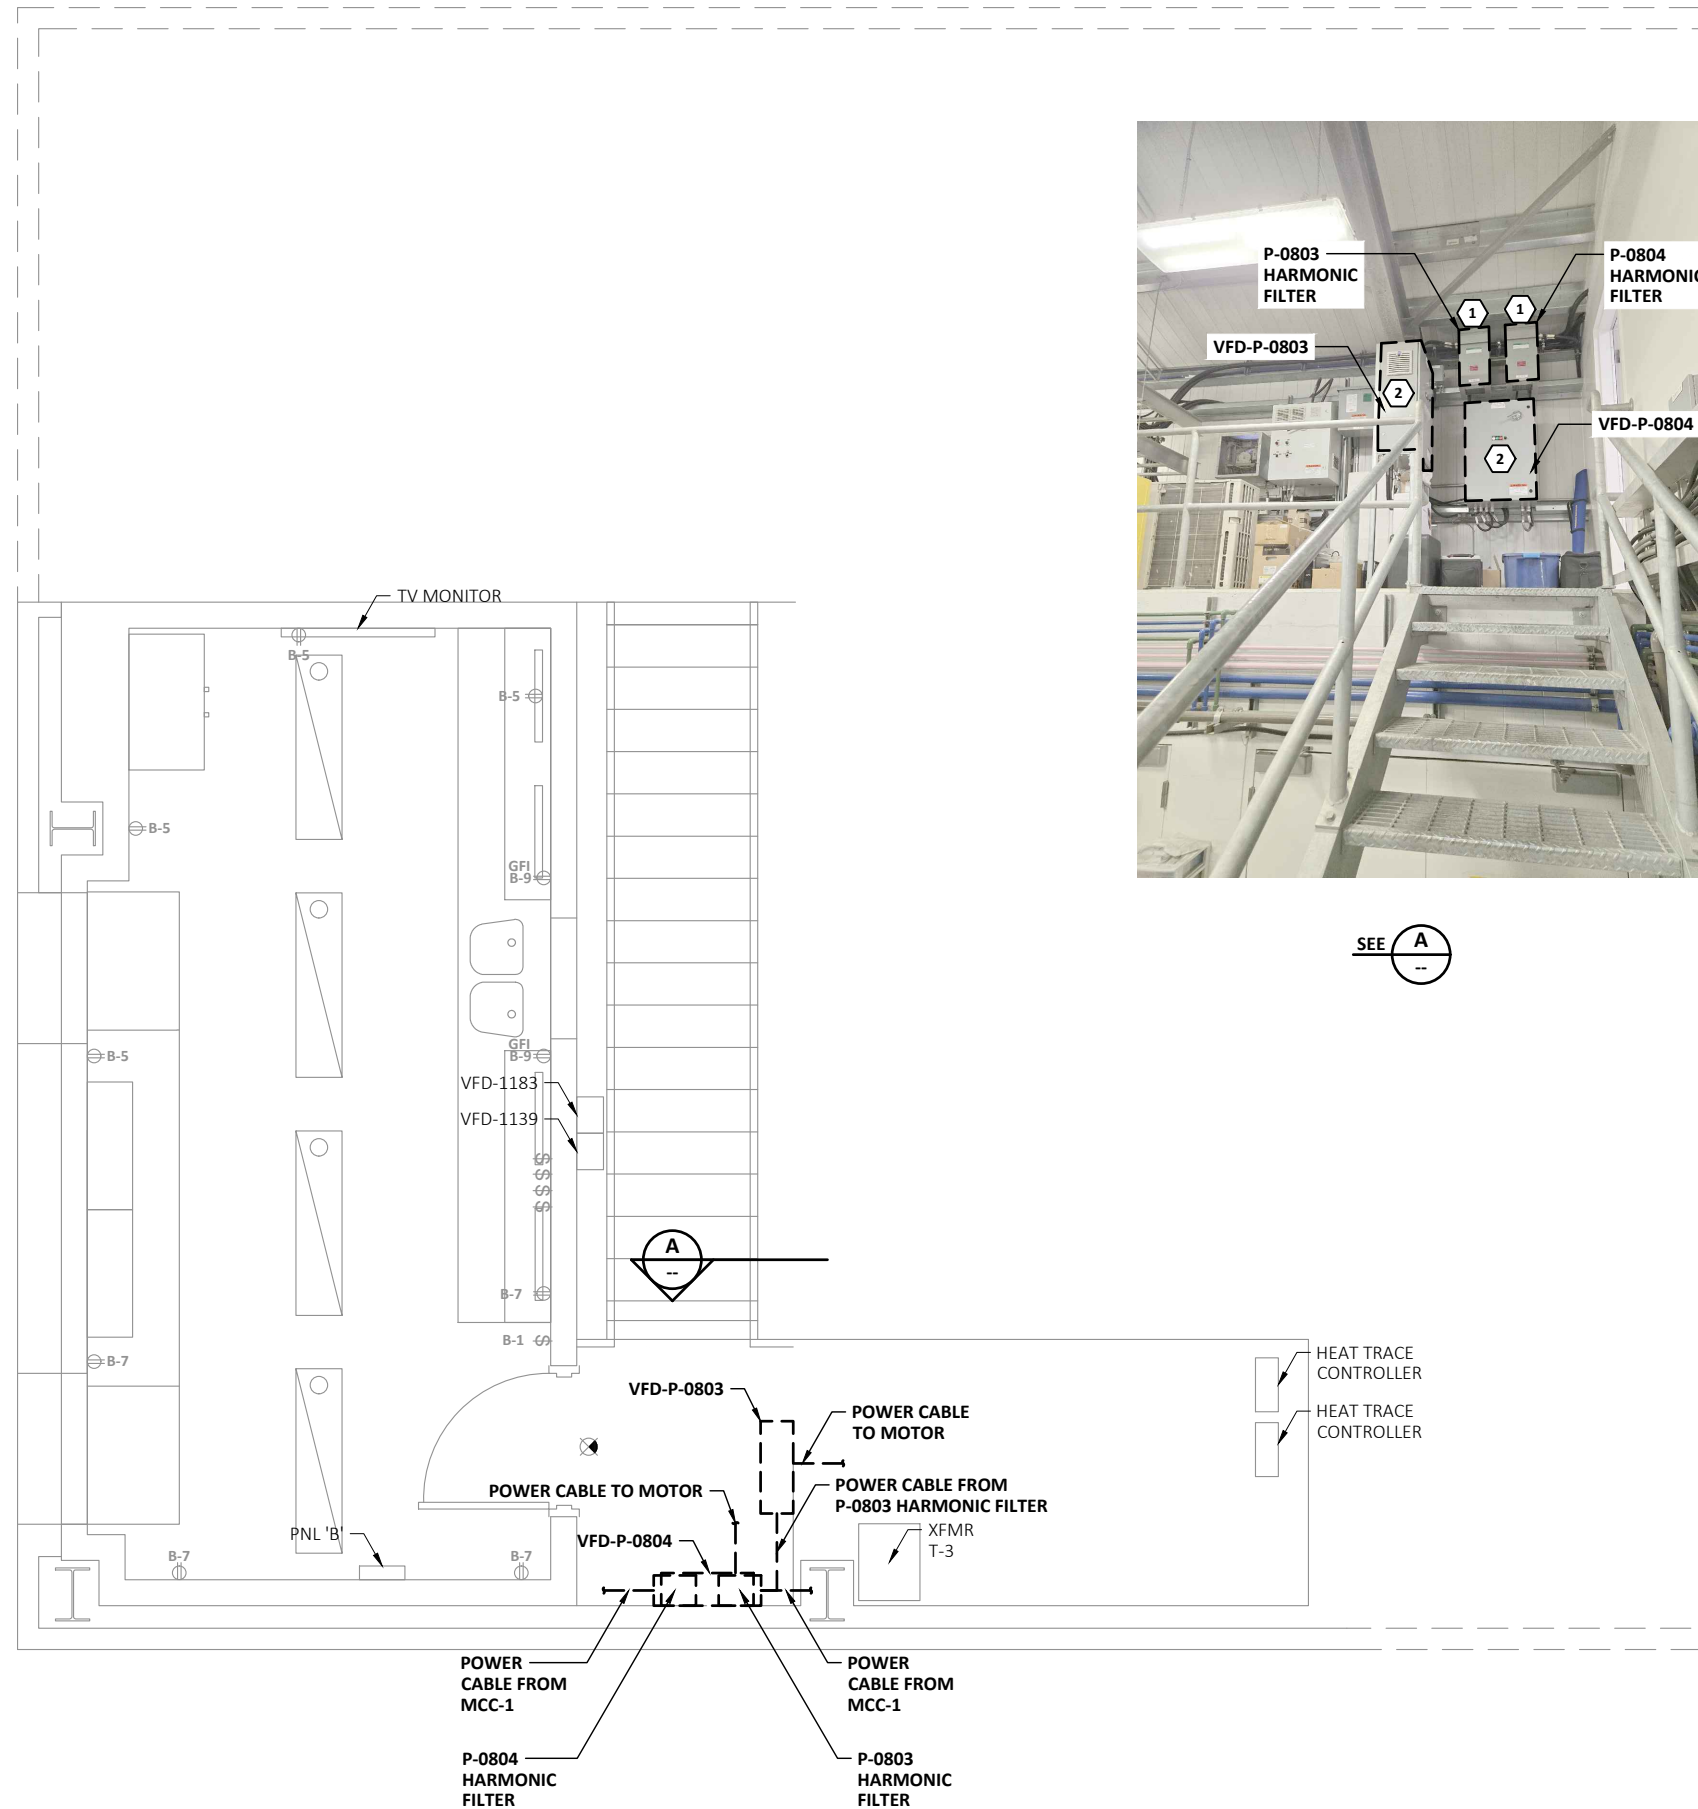 P-0803
HARMONIC
FILTER
P-0804
HARMONIC
FILTER
1
1
VFD-P-0803
2
VFD-P-0804
2
SEE
A
--
TV MONITOR
B-5
B-5
B-5
GFI
B-9
GFI
B-9
B-5
VFD-1183
VFD-1139
S
S
S
S
A
--
B-7
B-1 S
B-7
HEAT TRACE
CONTROLLER
HEAT TRACE
CONTROLLER
VFD-P-0803
POWER CABLE
TO MOTOR
POWER CABLE TO MOTOR
POWER CABLE FROM
P-0803 HARMONIC FILTER
PNL 'B'
VFD-P-0804
XFMR
T-3
B-7
B-7
POWER
CABLE FROM
MCC-1
POWER
CABLE FROM
MCC-1
P-0804
HARMONIC
FILTER
P-0803
HARMONIC
FILTER